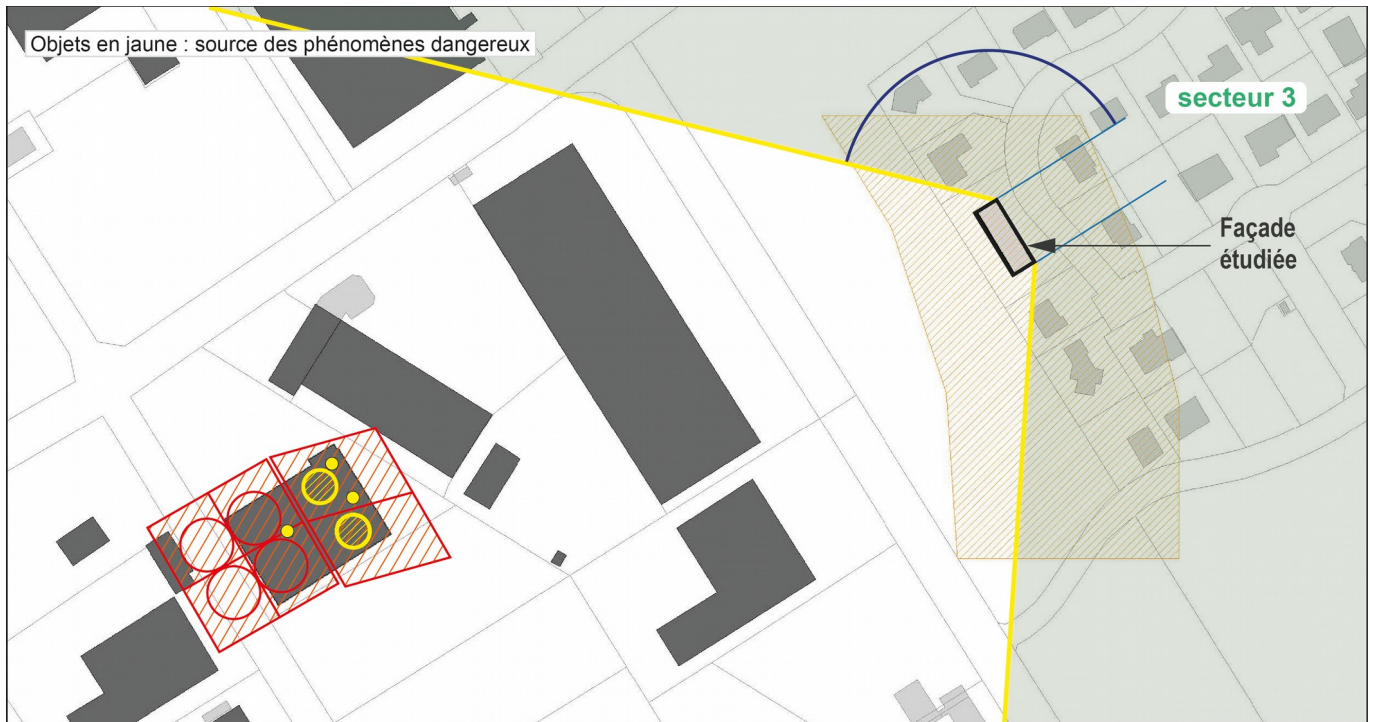 Objets en jaune : source des phénomènes dangereux
secteur 3
Façade
étudiée